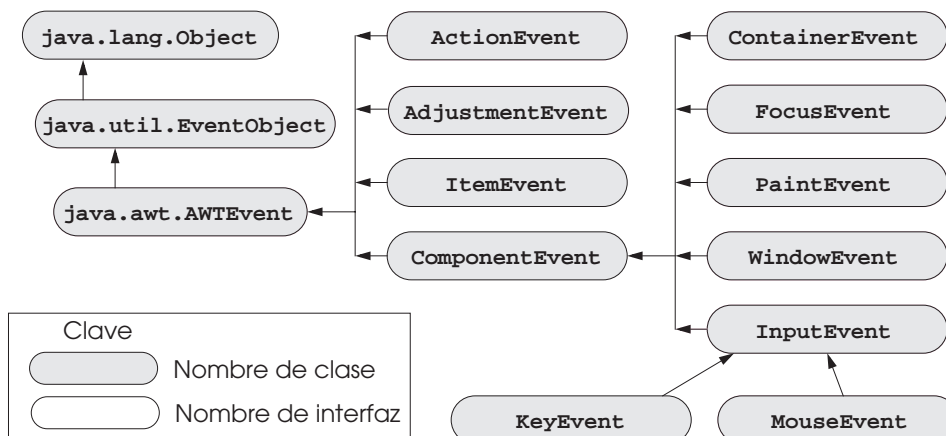 java.lang.Object
java.util.EventObject
java.awt.AWTEvent
ActionEvent
AdjustmentEvent
ItemEvent
ComponentEvent
ContainerEvent
FocusEvent
PaintEvent
WindowEvent
InputEvent
KeyEvent
MouseEvent
Clave
Nombre de clase
Nombre de interfaz